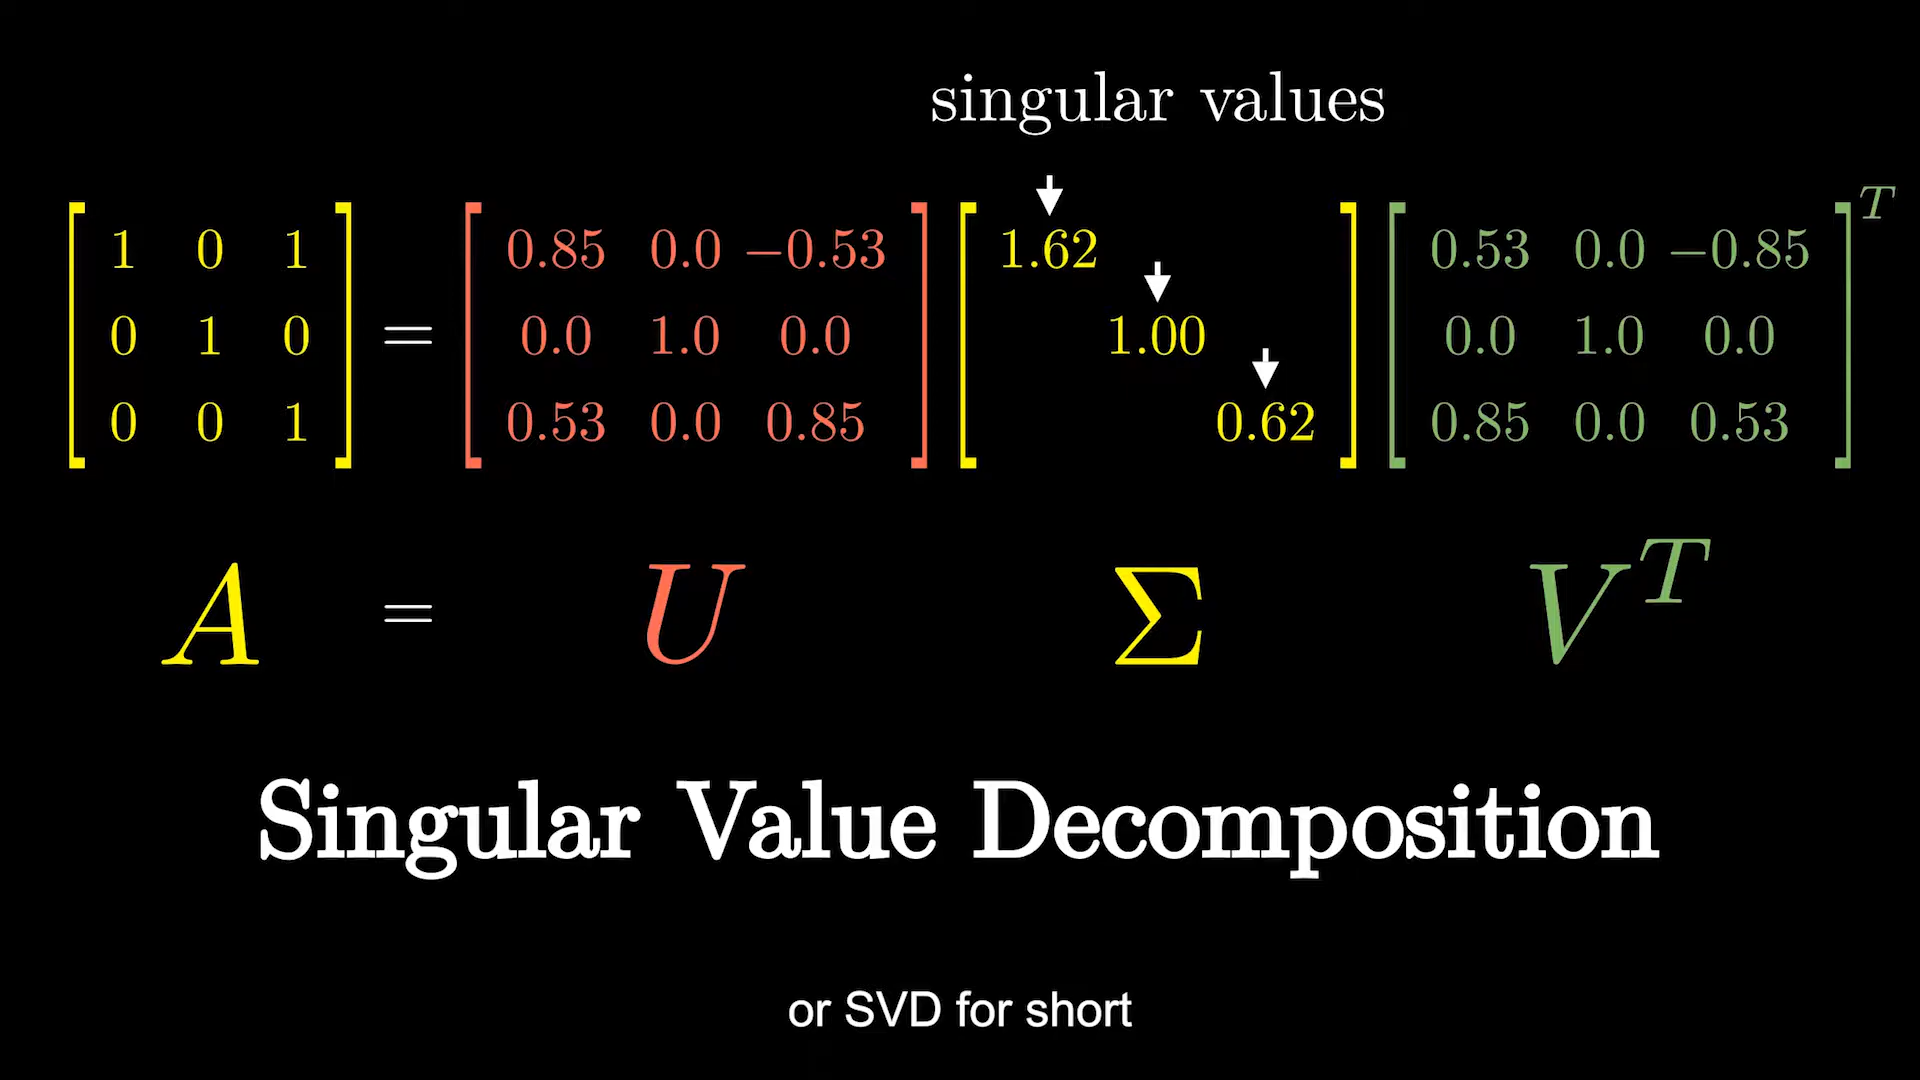 singular values
1 0 1 0.85 0.0 −0.53 1.62 0.53 0.0 −0.85 T
0 1 0 = 0.0 1.0 0.0 1.00 0.0 1.0 0.0
0 0 1 0.53 0.0 0.85 0.62 0.85 0.0 0.53
A = U Σ V^T
Singular Value Decomposition
or SVD for short